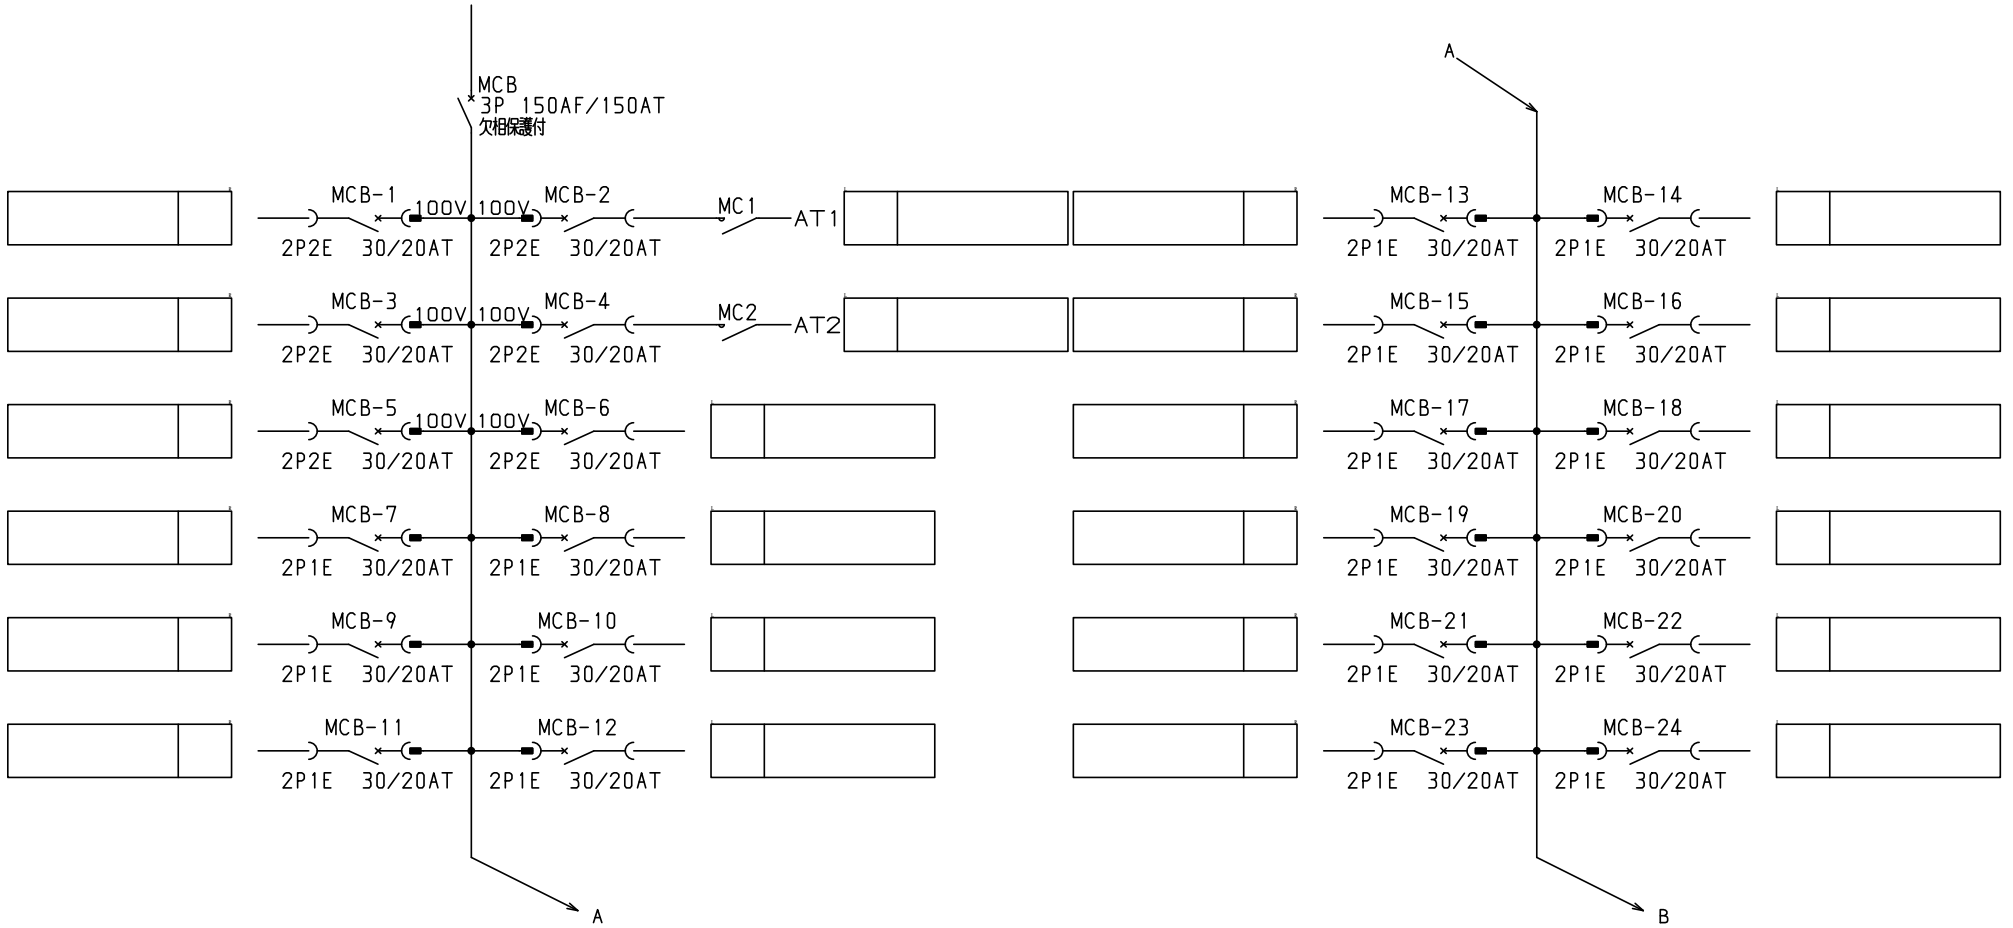 MCB
3P 150AF/150AT
欠相保護付
MCB-1
100V
100V
MCB-2
MC1
AT1
2P2E 30/20AT
2P2E 30/20AT
MCB-3
100V
100V
MCB-4
MC2
AT2
2P2E 30/20AT
2P2E 30/20AT
MCB-5
100V
100V
MCB-6
2P2E 30/20AT
2P2E 30/20AT
MCB-7
MCB-8
2P1E 30/20AT
2P1E 30/20AT
MCB-9
MCB-10
2P1E 30/20AT
2P1E 30/20AT
MCB-11
MCB-12
2P1E 30/20AT
2P1E 30/20AT
A
A
MCB-13
MCB-14
2P1E 30/20AT
2P1E 30/20AT
MCB-15
MCB-16
2P1E 30/20AT
2P1E 30/20AT
MCB-17
MCB-18
2P1E 30/20AT
2P1E 30/20AT
MCB-19
MCB-20
2P1E 30/20AT
2P1E 30/20AT
MCB-21
MCB-22
2P1E 30/20AT
2P1E 30/20AT
MCB-23
MCB-24
2P1E 30/20AT
2P1E 30/20AT
B